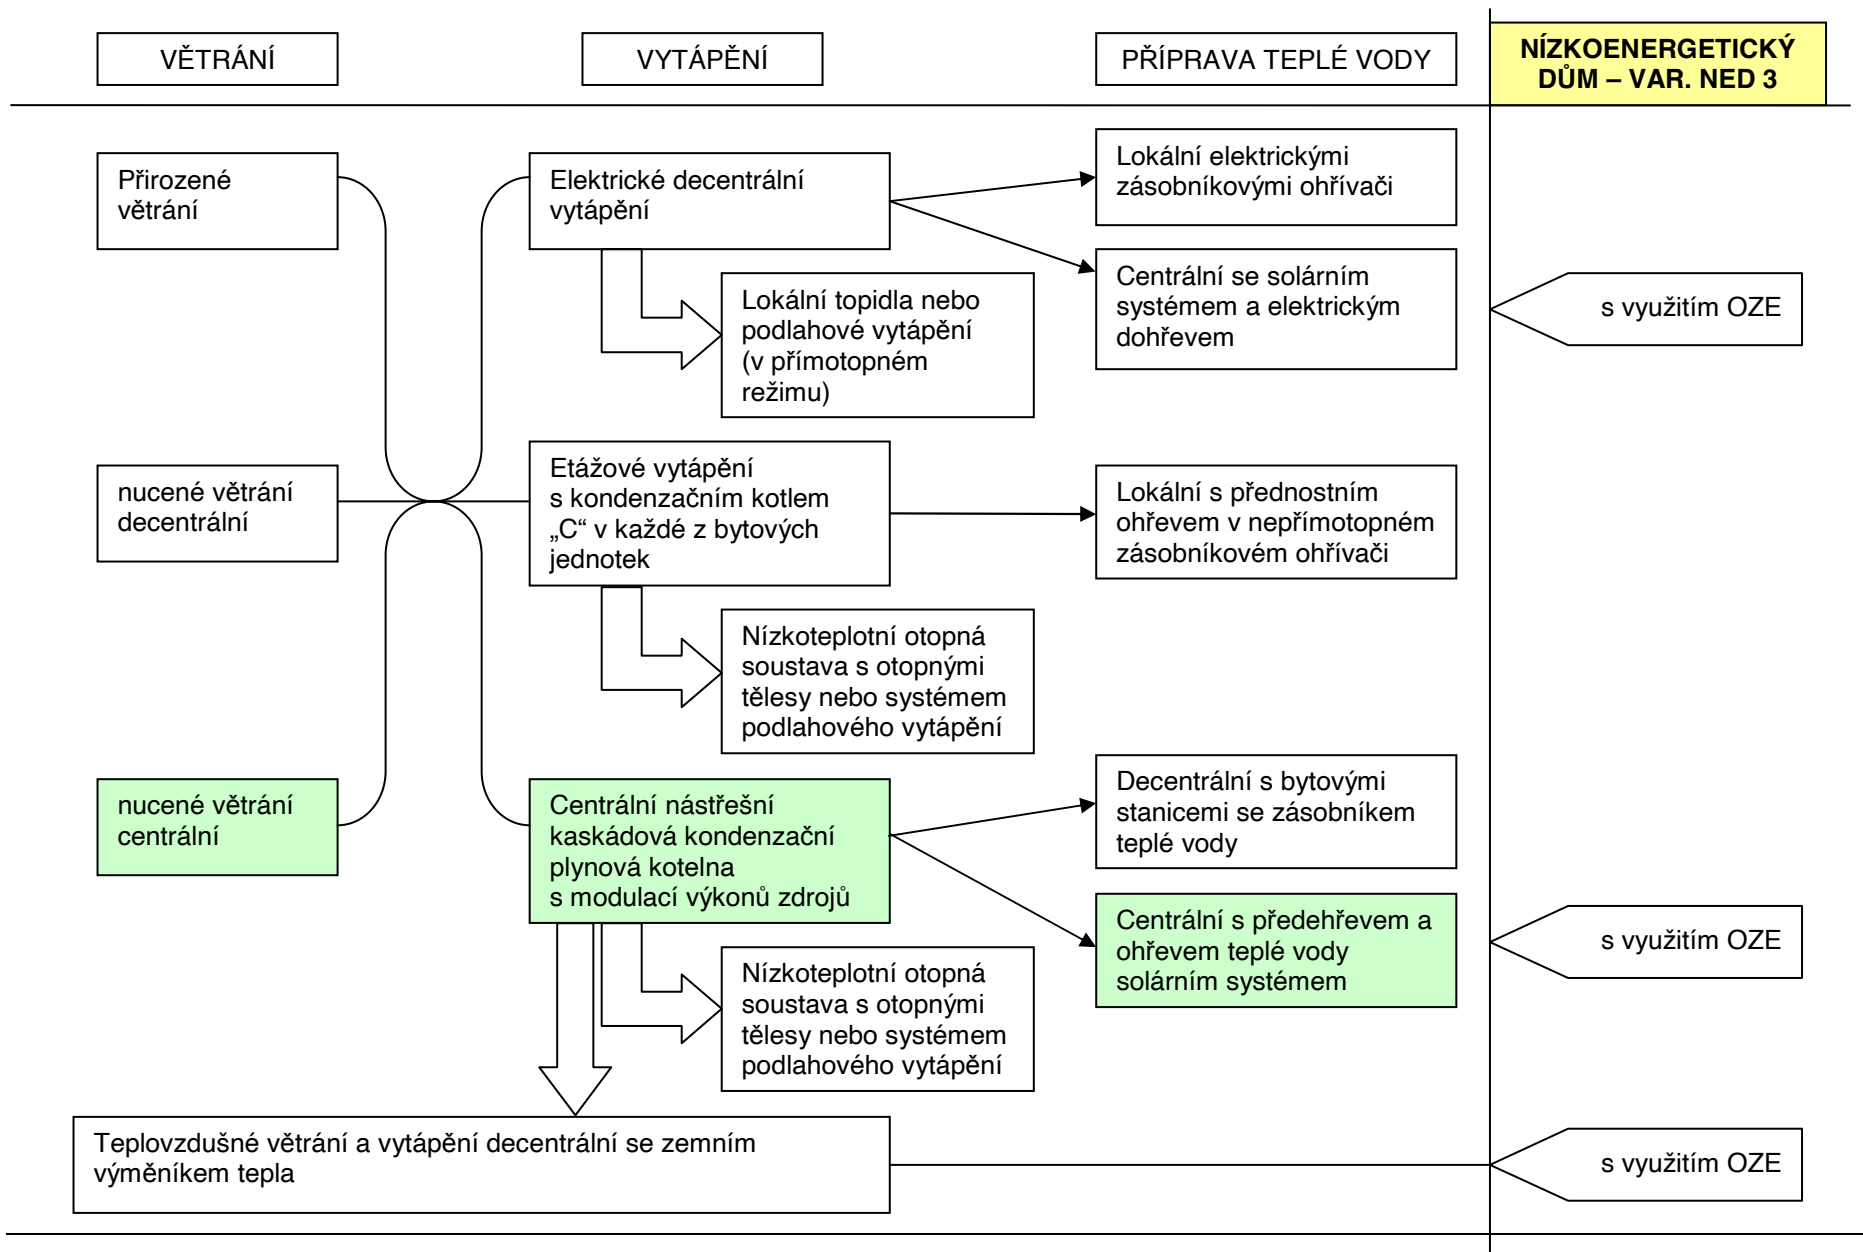 VĚTRÁNÍ
VYTÁPĚNÍ
PŘÍPRAVA TEPLÉ VODY
NÍZKOENERGETICKÝ
DŮM – VAR. NED 3
Přirozené
větrání
Elektrické decentrální
vytápění
Lokální elektrickými
zásobníkovými ohřívači
Centrální se solárním
systémem a elektrickým
dohřevem
s využitím OZE
Lokální topidla nebo
podlahové vytápění
(v přímotopném
režimu)
nucené větrání
decentrální
Etážové vytápění
s kondenzačním kotlem
„C“ v každé z bytových
jednotek
Lokální s přednostním
ohřevem v nepřímotopném
zásobníkovém ohřívači
Nízkoteplotní otopná
soustava s otopnými
tělesy nebo systémem
podlahového vytápění
nucené větrání
centrální
Centrální nástřešní
kaskádová kondenzační
plynová kotelna
s modulací výkonů zdrojů
Decentrální s bytovými
stanicemi se zásobníkem
teplé vody
Centrální s předehřevem a
ohřevem teplé vody
solárním systémem
s využitím OZE
Nízkoteplotní otopná
soustava s otopnými
tělesy nebo systémem
podlahového vytápění
Teplovzdušné větrání a vytápění decentrální se zemním
výměníkem tepla
s využitím OZE